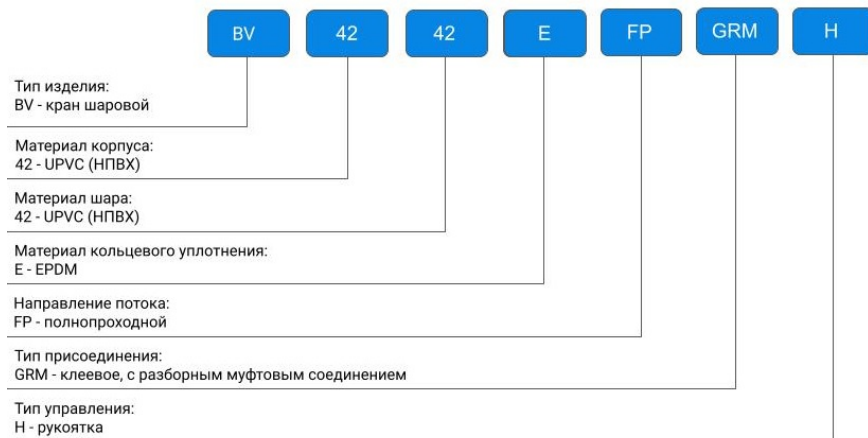 BV 42 42 E FP GRM H
Тип изделия:
BV - кран шаровой
Материал корпуса:
42 - UPVC (НПВХ)
Материал шара:
42 - UPVC (НПВХ)
Материал кольцевого уплотнения:
E - EPDM
Направление потока:
FP - полнопроходной
Тип присоединения:
GRM - клеевое, с разборным муфтовым соединением
Тип управления:
H - рукоятка